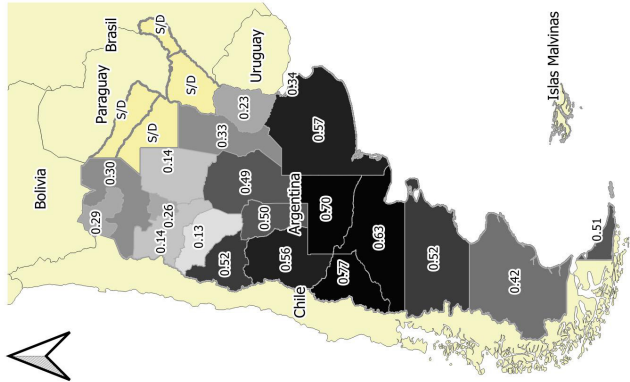 Bolivia
Paraguay
Brasil
S/D
S/D
S/D
S/D
Uruguay
0.29
0.30
0.14
0.26
0.14
0.13
0.33
0.23
0.34
0.52
0.49
0.50
Argentina
0.57
0.56
0.70
Chile
0.77
0.63
0.52
0.42
0.51
Islas Malvinas